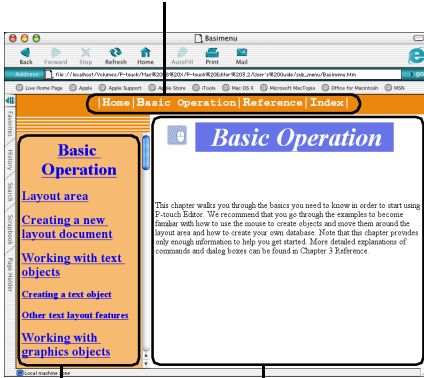 Basimenu
Back Forward Stop Refresh Home AutoFill Print Mail
Address:
Live Home Page Apple Apple Support Apple Store iTools Mac OS X Microsoft MacTopia Office for Macintosh MSN
|Home|Basic Operation|Reference|Index|
Favorites
History
Search
Scrapbook
Page Holder
Basic
Operation
Layout area
Creating a new
layout document
Working with text
objects
Creating a text object
Other text layout features
Working with
graphics objects
Basic Operation
This chapter walks you through the basics you need to know in order to start using
P-touch Editor. We recommend that you go through the examples to become
familiar with how to use the mouse to create objects and move them around the
layout area and how to create your own database. Note that this chapter provides
only enough information to help you get started. More detailed explanations of
commands and dialog boxes can be found in Chapter 3 Reference.
Local machine zone